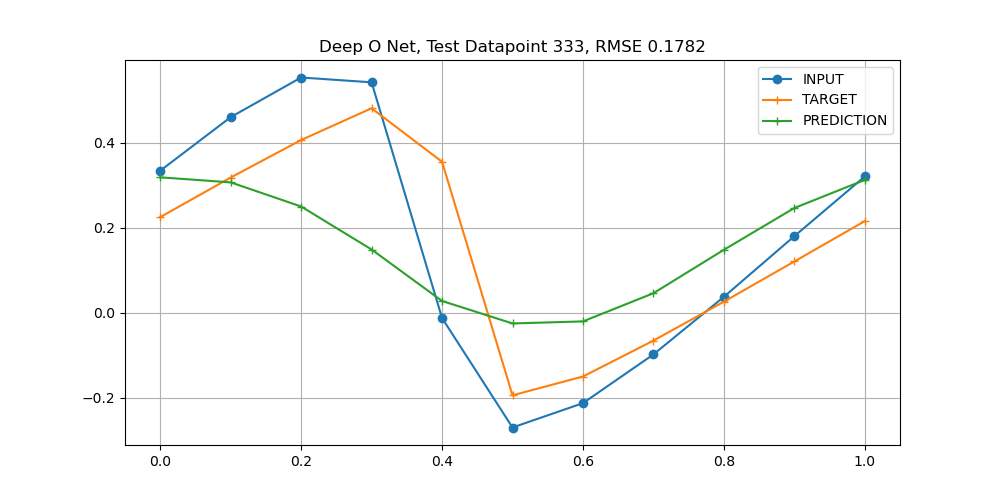 Deep O Net, Test Datapoint 333, RMSE 0.1782
INPUT
TARGET
PREDICTION
0.4
0.2
0.0
−0.2
0.0 0.2 0.4 0.6 0.8 1.0